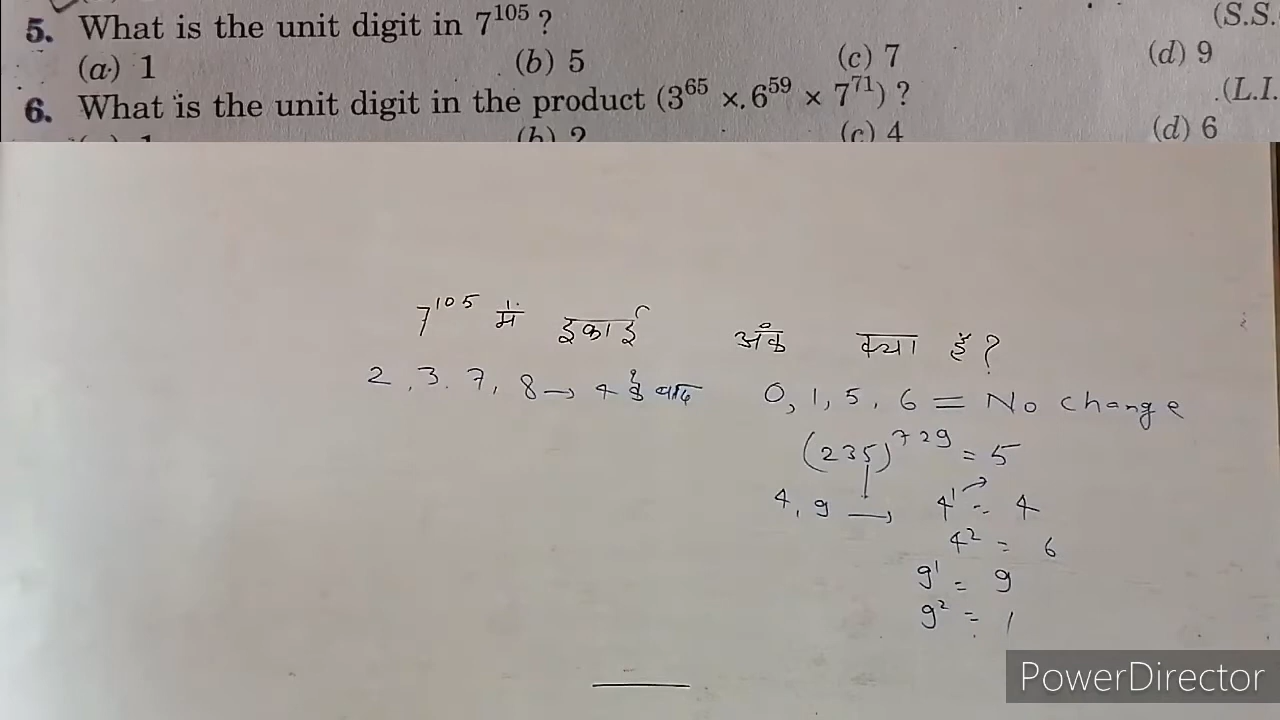 5. What is the unit digit in 7¹⁰⁵ ? (S.S.
(a) 1 (b) 5 (c) 7 (d) 9
6. What is the unit digit in the product (3⁶⁵ × 6⁵⁹ × 7⁷¹) ? (L.I.
(b) 2 (c) 4 (d) 6
7¹⁰⁵ में इकाई अंक क्या है ?
2, 3, 7, 8 → 4 के बाद 0, 1, 5, 6 = No change
(235)⁷²⁹ = 5
4, 9 → 4¹ = 4
4² = 6
9¹ = 9
9² = 1
PowerDirector